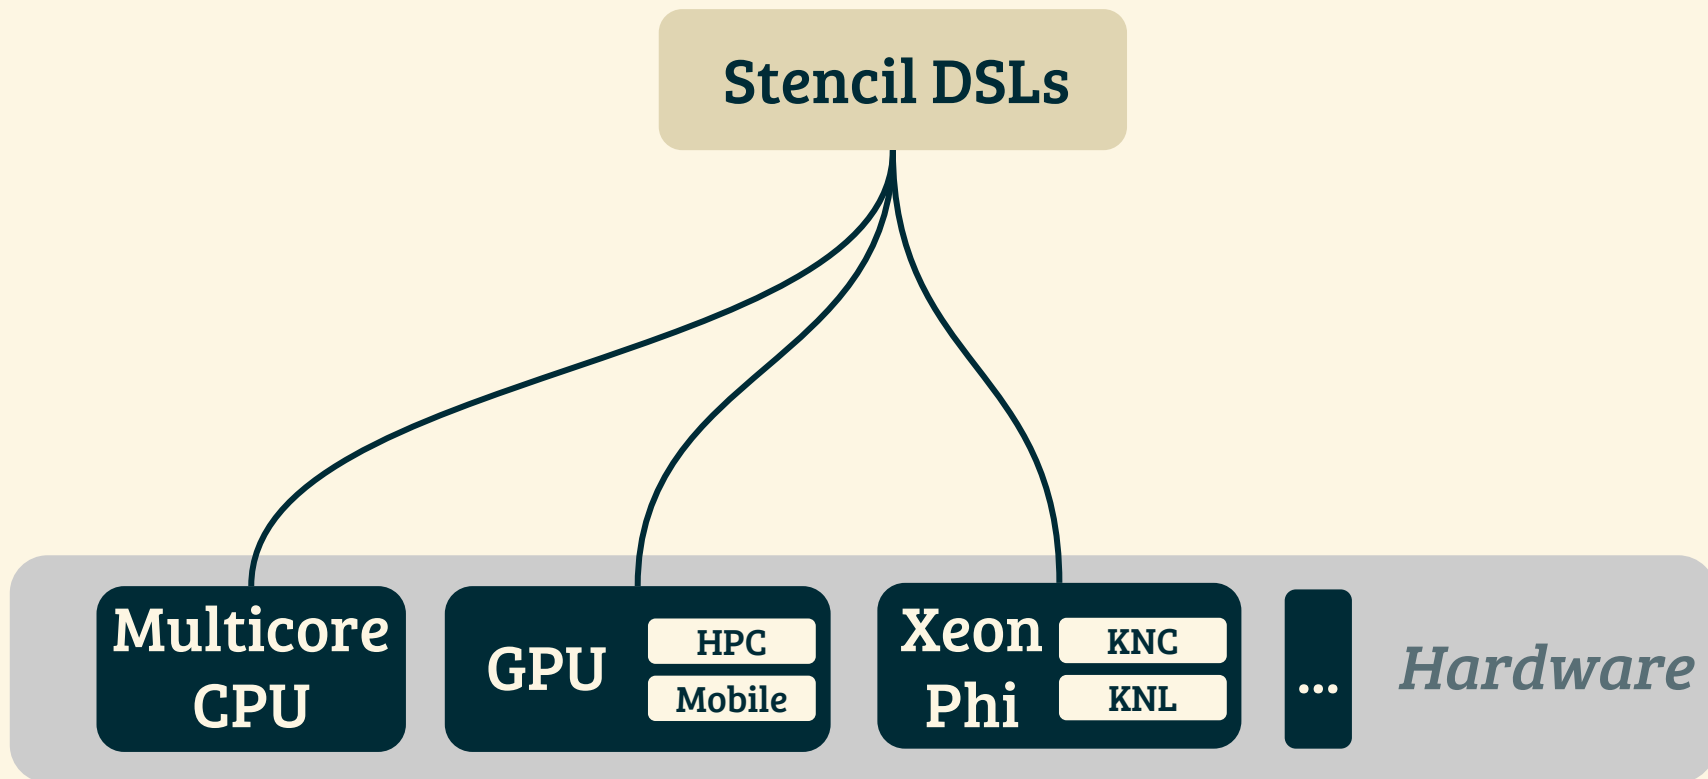 Stencil DSLs
Multicore
CPU
GPU
HPC
Mobile
Xeon
Phi
KNC
KNL
...
Hardware